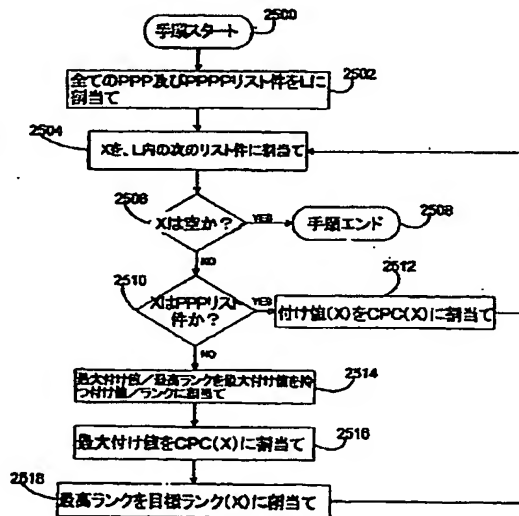 手順スタート
2500
全てのPPP及びPPPPリスト件をLに
割当て
2502
2504
Xを、L内の次のリスト件に割当て
2506
Xは空か?
YES
手順エンド
2508
NO
2510
XはPPPリスト
件か?
YES
2512
付け値(X)をCPC(X)に割当て
NO
最大付け値/最高ランクを最大付け値を持
つ付け値/ランクに割当て
2514
最大付け値をCPC(X)に割当て
2516
2518
最高ランクを目標ランク(X)に割当て